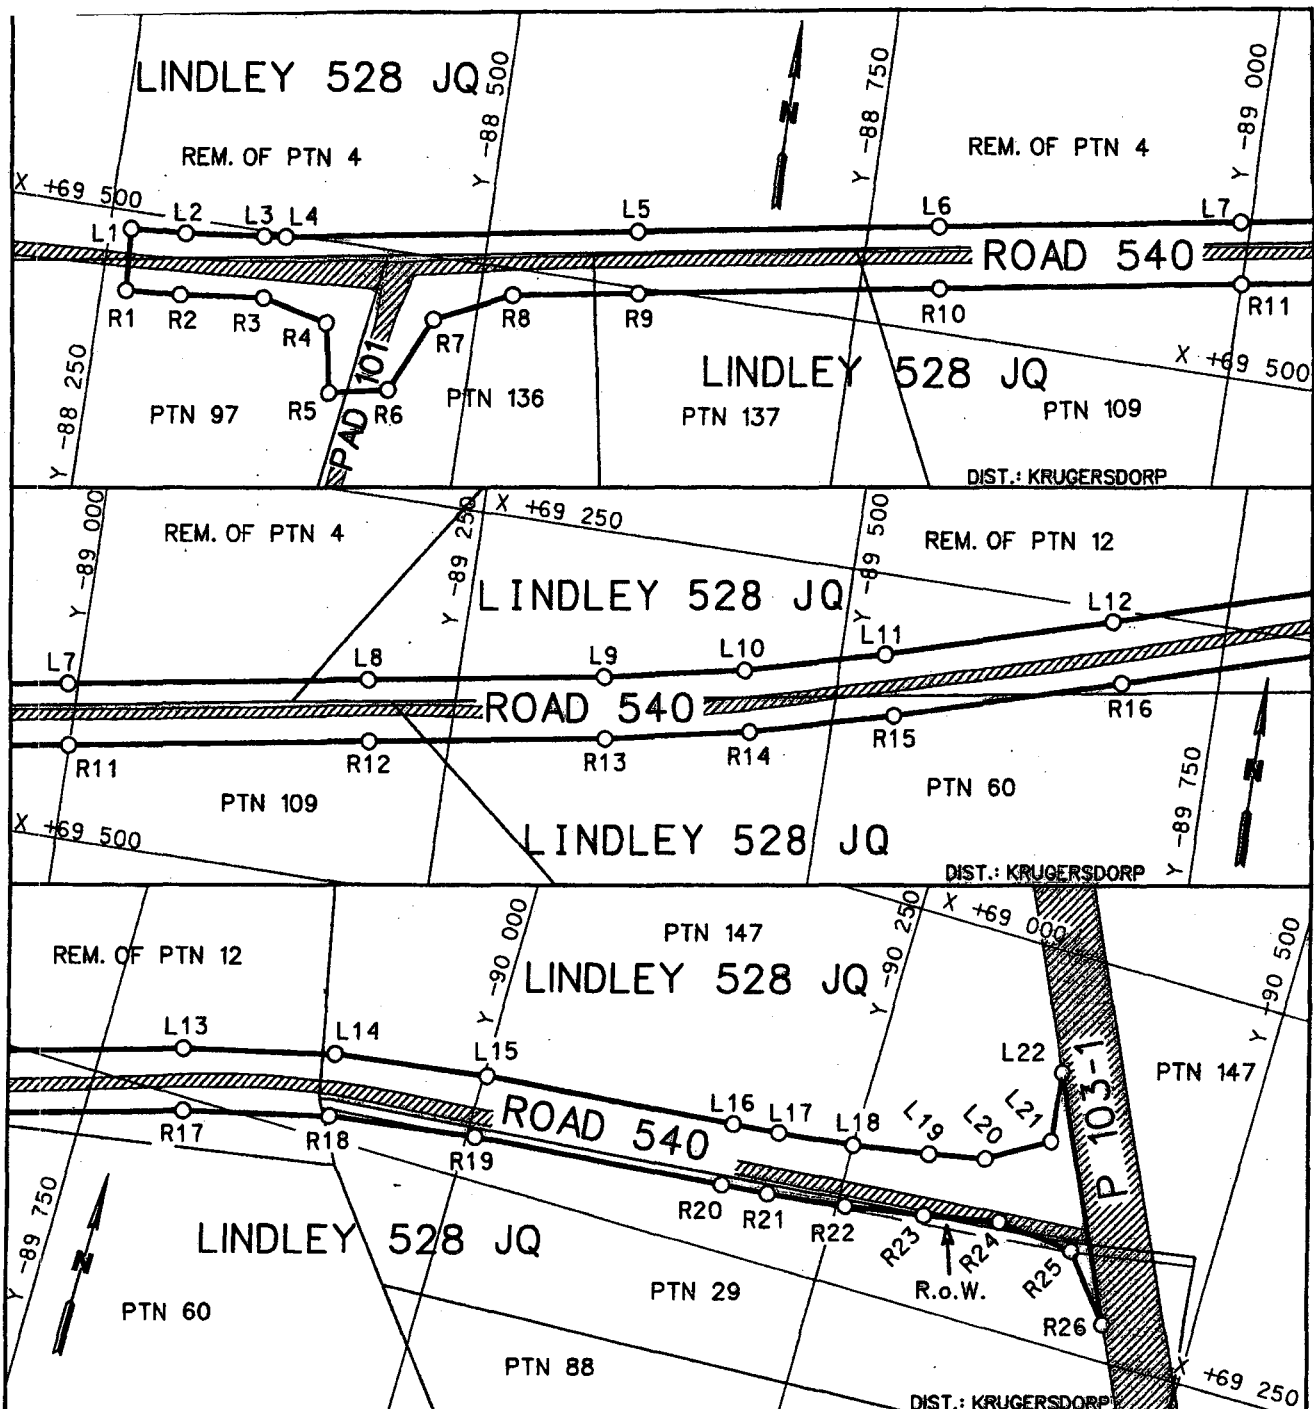 LINDLEY 528 JQ
REM. OF PTN 4
Y -88 500
Y -88 750
REM. OF PTN 4
Y -89 000
X +69 500
L1
L2
L3
L4
L5
L6
L7
ROAD 540
R1
R2
R3
R4
R5
R6
R7
R8
R9
R10
R11
N
Y -88 250
PTN 97
PAD 101
PTN 136
LINDLEY 528 JQ
PTN 137
PTN 109
X +69 500
DIST.: KRUGERSDORP
Y -89 000
REM. OF PTN 4
Y -89 250
X +69 250
Y -89 500
REM. OF PTN 12
LINDLEY 528 JQ
L7
L8
L9
L10
L11
L12
ROAD 540
R11
R12
R13
R14
R15
R16
N
PTN 109
PTN 60
X +69 500
LINDLEY 528 JQ
Y -89 750
DIST.: KRUGERSDORP
REM. OF PTN 12
Y -90 000
PTN 147
LINDLEY 528 JQ
Y -90 250
X +69 000
Y -90 500
L13
L14
L15
L16
L17
L18
L19
L20
L21
L22
PTN 147
P 103-1
ROAD 540
R17
R18
R19
R20
R21
R22
R23
R24
R25
R26
R.o.W.
Y -89 750
N
LINDLEY 528 JQ
PTN 60
PTN 29
PTN 88
X +69 250
DIST.: KRUGERSDORP